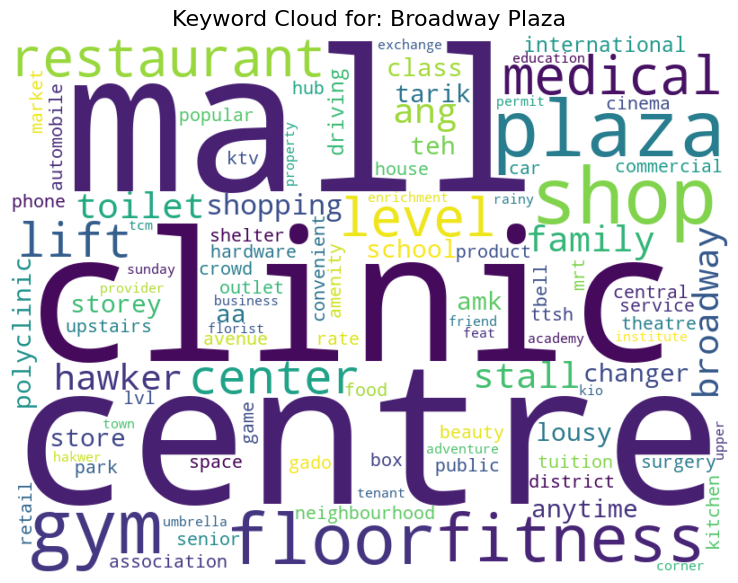 Keyword Cloud for: Broadway Plaza
exchange
international
restaurant
education
market
mall
class
medical
automobile
hub
driving
tarik
permit
cinema
popular
ang
plaza
ktv
property
teh
car
commercial
house
phone
toilet
shopping
enrichment
rainy
shop
tcm
level
lift
shelter
school
product
family
hardware
convenient
amenity
mrt
broadway
clinic
sunday
crowd
polyclinic
provider
outlet
bell
central
storey
business
amk
ttsh
service
upstairs
aa
florist
friend
theatre
avenue
rate
feat
academy
institute
hawker
center
stall
changer
food
lvl
kio
centre
town
game
beauty
lousy
upper
store
adventure
hakwer
park
space
gado
box
public
tuition
surgery
tenant
district
kitchen
retail
gym
neighbourhood
anytime
umbrella
floor
fitness
senior
association
corner